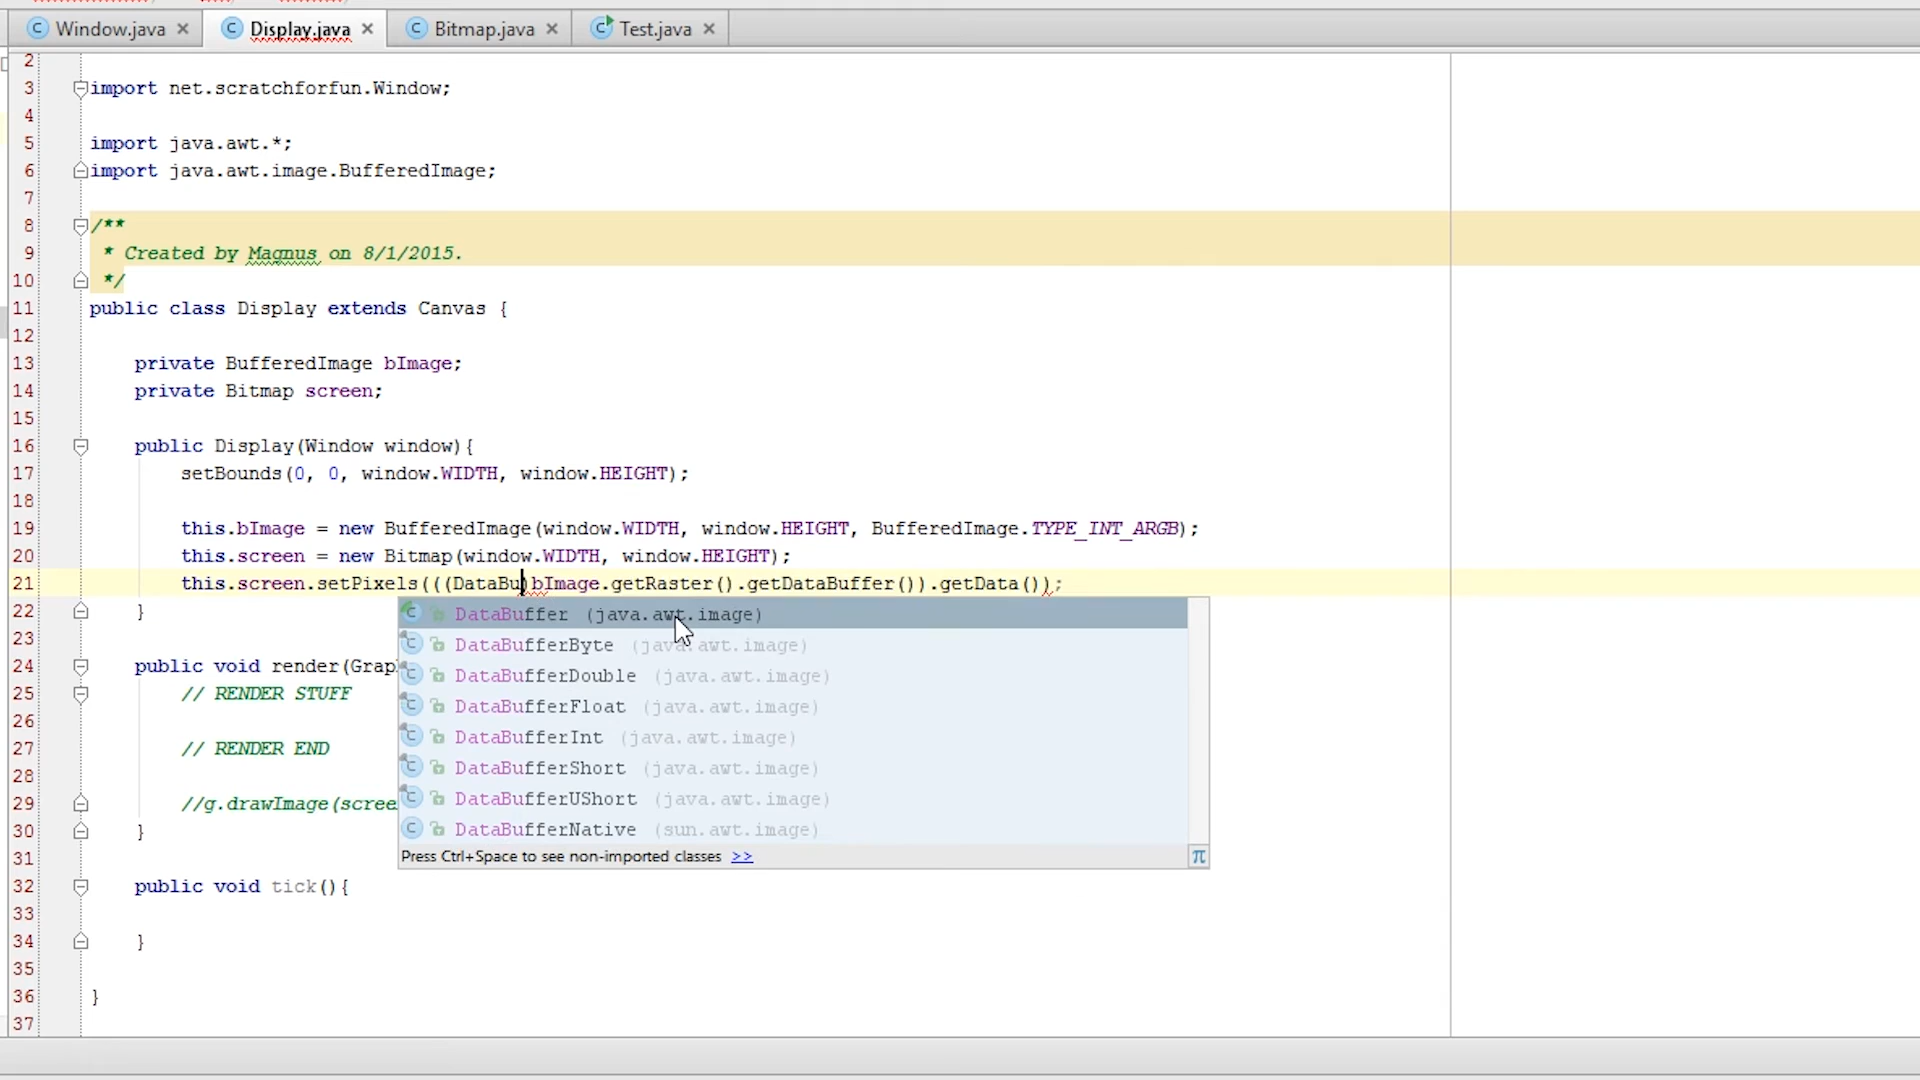 Window.java Display.java Bitmap.java Test.java
2
3 import net.scratchforfun.Window;
4
5 import java.awt.*;
6 import java.awt.image.BufferedImage;
7
8 /**
9 * Created by Magnus on 8/1/2015.
10 */
11 public class Display extends Canvas {
12
13 private BufferedImage bImage;
14 private Bitmap screen;
15
16 public Display(Window window){
17 setBounds(0, 0, window.WIDTH, window.HEIGHT);
18
19 this.bImage = new BufferedImage(window.WIDTH, window.HEIGHT, BufferedImage.TYPE_INT_ARGB);
20 this.screen = new Bitmap(window.WIDTH, window.HEIGHT);
21 this.screen.setPixels(((DataBu)bImage.getRaster().getDataBuffer()).getData());
22 }
DataBuffer (java.awt.image)
23
DataBufferByte (java.awt.image)
24 public void render(Grap
DataBufferDouble (java.awt.image)
25 // RENDER STUFF
DataBufferFloat (java.awt.image)
26
DataBufferInt (java.awt.image)
27 // RENDER END
DataBufferShort (java.awt.image)
28
DataBufferUShort (java.awt.image)
29 //g.drawImage(scree
DataBufferNative (sun.awt.image)
30 }
Press Ctrl+Space to see non-imported classes >> π
31
32 public void tick(){
33
34 }
35
36 }
37